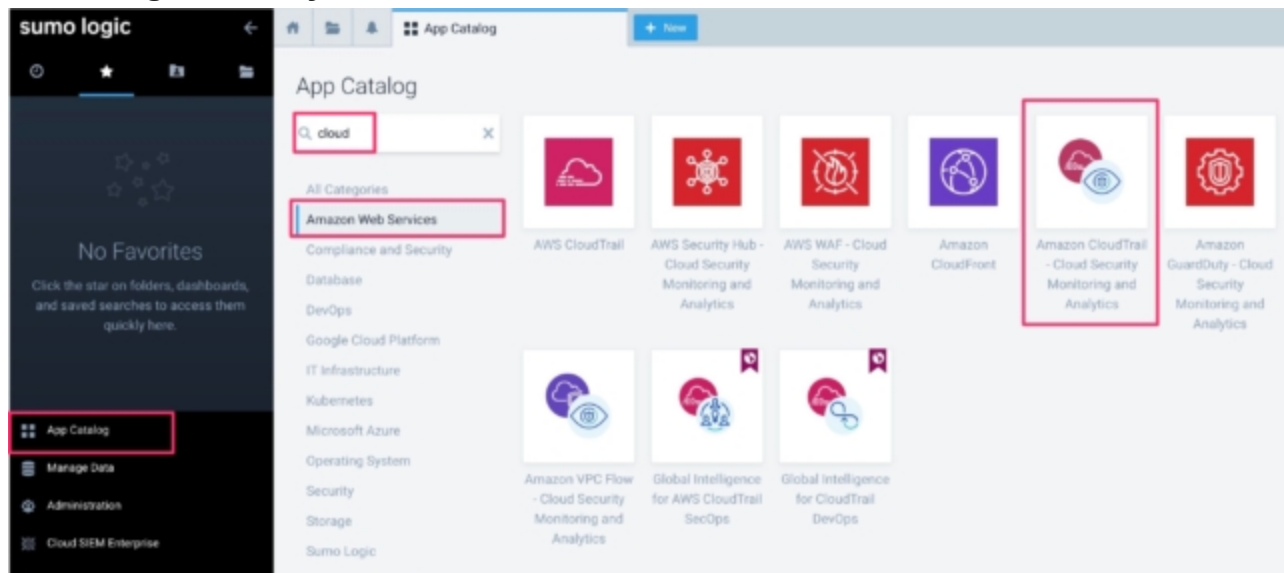 sumo logic
App Catalog
+ New
No Favorites
Click the star on folders, dashboards,
and saved searches to access them
quickly here.
App Catalog
Manage Data
Administration
Cloud SIEM Enterprise
App Catalog
cloud
All Categories
Amazon Web Services
Compliance and Security
Database
DevOps
Google Cloud Platform
IT Infrastructure
Kubernetes
Microsoft Azure
Operating System
Security
Storage
Sumo Logic
AWS CloudTrail
AWS Security Hub -
Cloud Security
Monitoring and
Analytics
AWS WAF - Cloud
Security
Monitoring and
Analytics
Amazon
CloudFront
Amazon CloudTrail
- Cloud Security
Monitoring and
Analytics
Amazon
GuardDuty - Cloud
Security
Monitoring and
Analytics
Amazon VPC Flow
- Cloud Security
Monitoring and
Analytics
Global Intelligence
for AWS CloudTrail
SecOps
Global Intelligence
for CloudTrail
DevOps